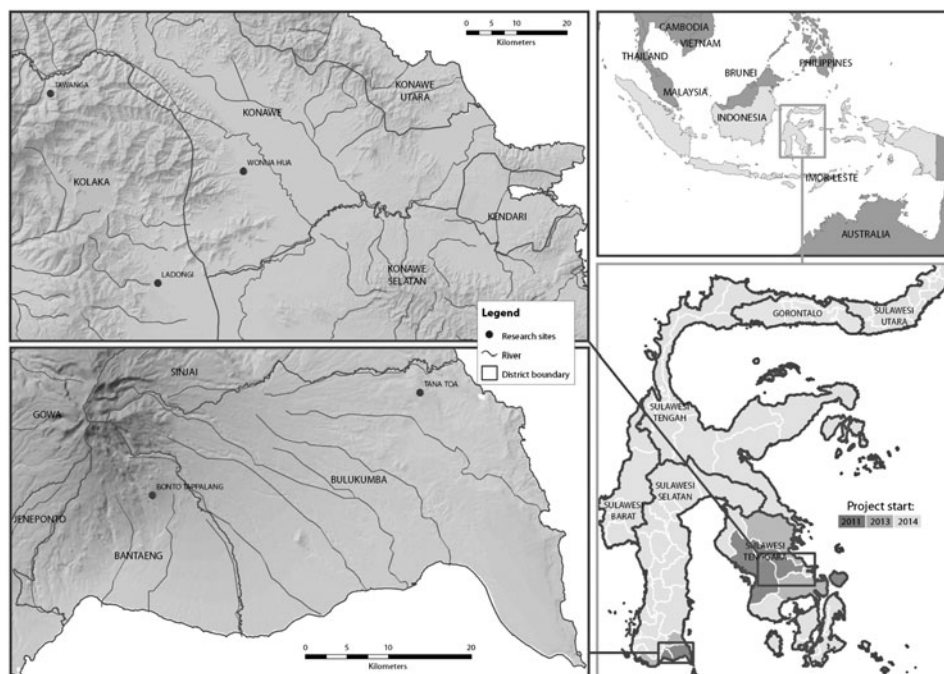 0 5 10 20
Kilometers
TAWANGA
KONAWE
UTARA
KONAWE
WONUA HUA
KOLAKA
KENDARI
LADONGI
KONAWE
SELATAN
Legend
Research sites
River
District boundary
SINJAI
TANA TOA
GOWA
BULUKUMBA
BONTO TAPPALANG
JENEPONTO
BANTAENG
0 5 10 20
Kilometers
CAMBODIA
THAILAND
VIETNAM
PHILIPPINES
BRUNEI
MALAYSIA
INDONESIA
IMOR-LESTE
AUSTRALIA
GORONTALO
SULAWESI
UTARA
SULAWESI
TENGAH
SULAWESI
SELATAN
SULAWESI
BARAT
Project start:
2011 2013 2014
SULAWESI
TENGGARA